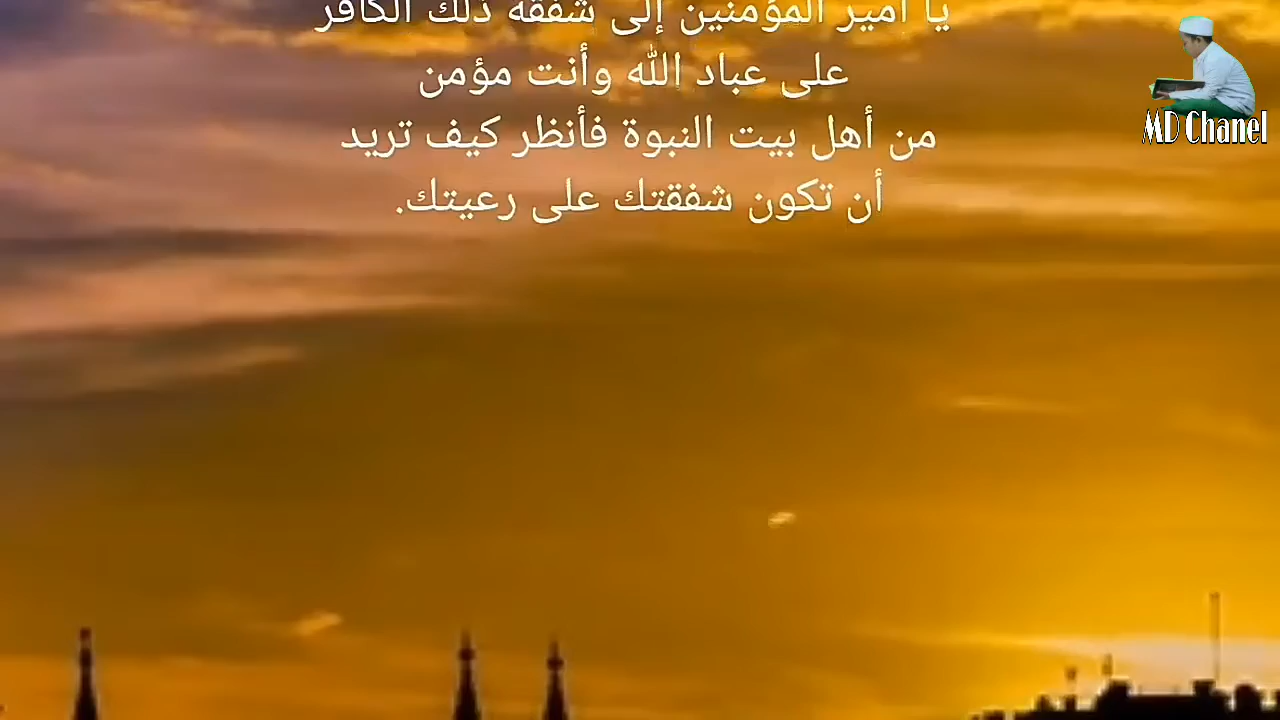 يا أمير المؤمنين إلى شفقة ذلك الكافر
على عباد الله وأنت مؤمن
من أهل بيت النبوة فأنظر كيف تريد
أن تكون شفقتك على رعيتك.
MD Chanel